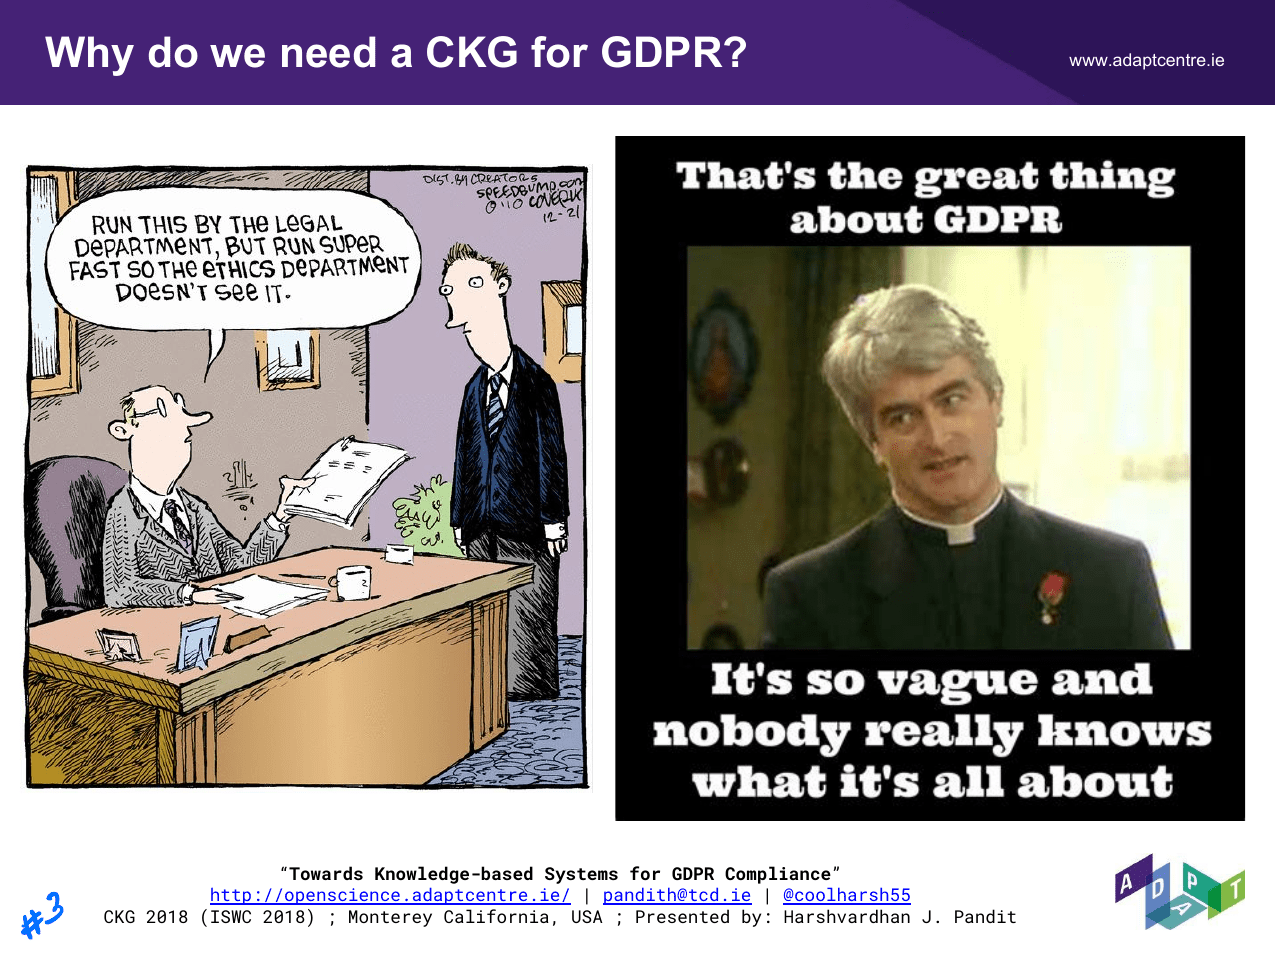 Why do we need a CKG for GDPR?
www.adaptcentre.ie
DIST. BY CREATORS
SPEEDBUMP.COM
©'10 COVERLY
12-21
RUN THIS BY THE LEGAL
DEPARTMENT, BUT RUN SUPER
FAST SO THE ETHICS DEPARTMENT
DOESN'T SEE IT.
That's the great thing
about GDPR
It's so vague and
nobody really knows
what it's all about
“Towards Knowledge-based Systems for GDPR Compliance”
http://openscience.adaptcentre.ie/ | pandith@tcd.ie | @coolharsh55
CKG 2018 (ISWC 2018) ; Monterey California, USA ; Presented by: Harshvardhan J. Pandit
#3
ADAPT